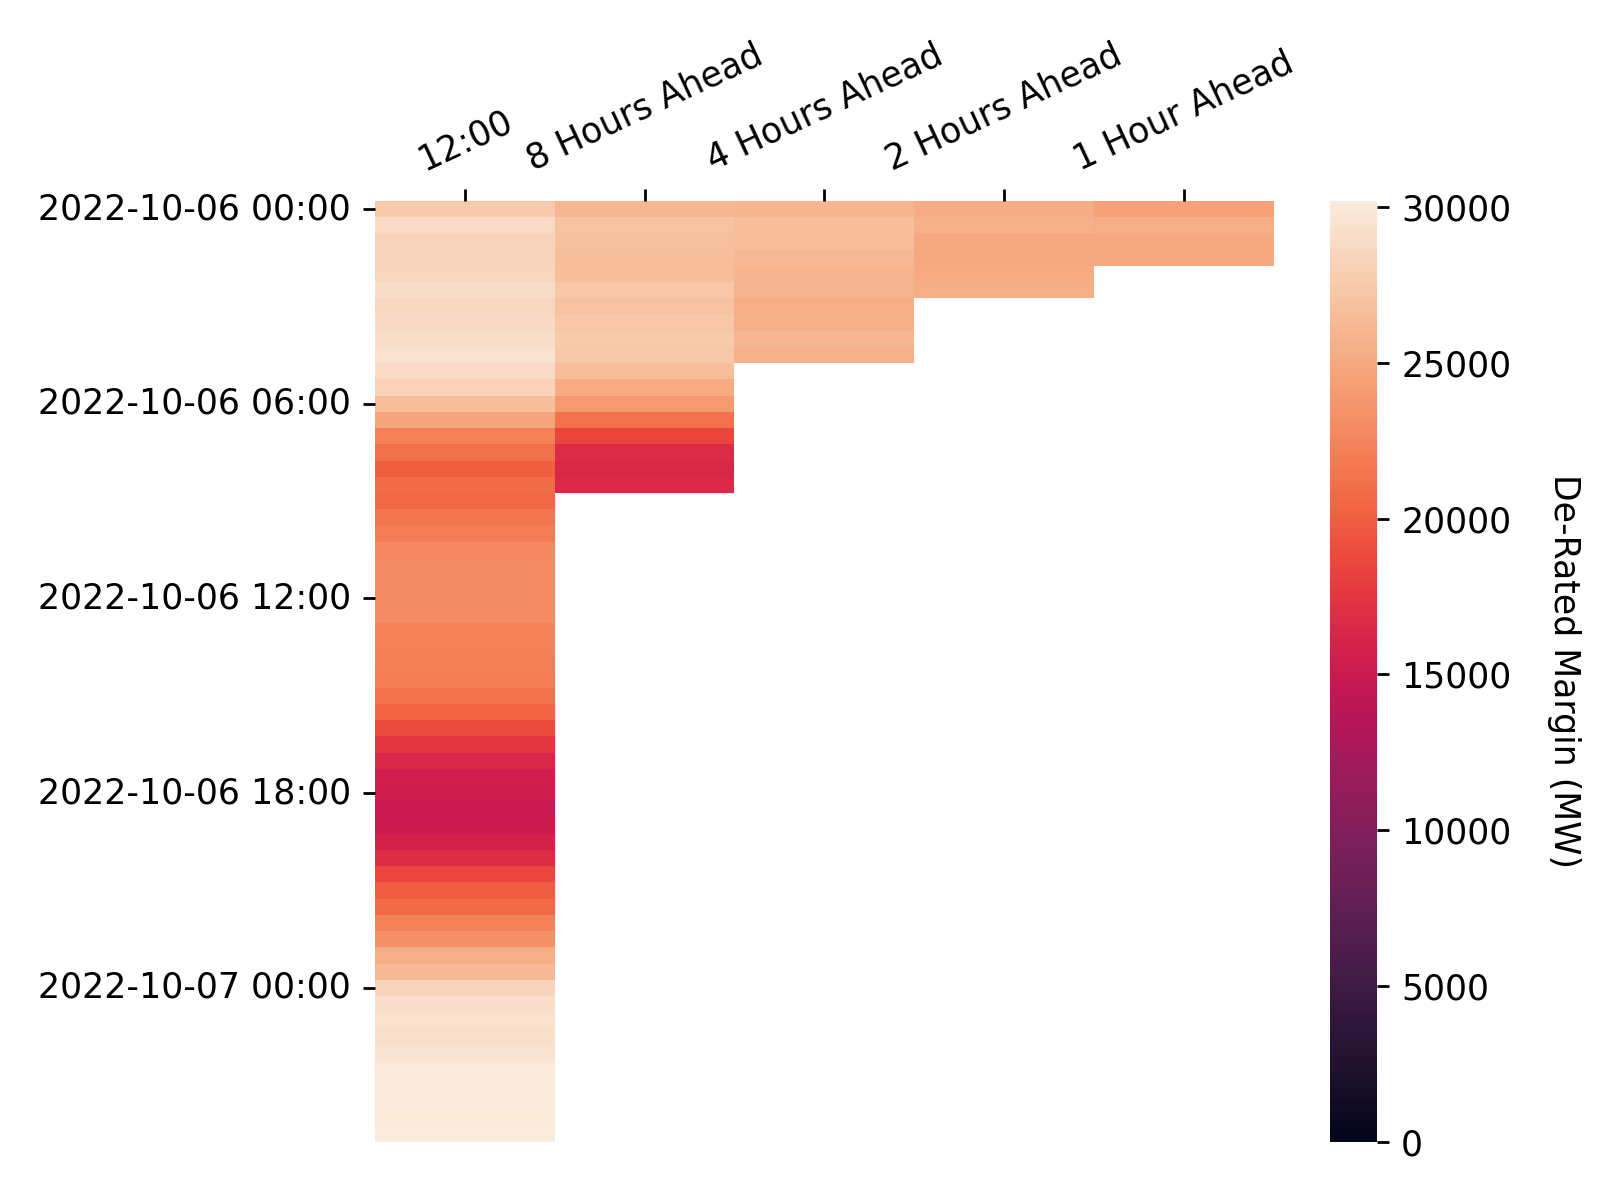 12:00
8 Hours Ahead
4 Hours Ahead
2 Hours Ahead
1 Hour Ahead
2022-10-06 00:00
2022-10-06 06:00
2022-10-06 12:00
2022-10-06 18:00
2022-10-07 00:00
30000
25000
20000
15000
10000
5000
0
De-Rated Margin (MW)